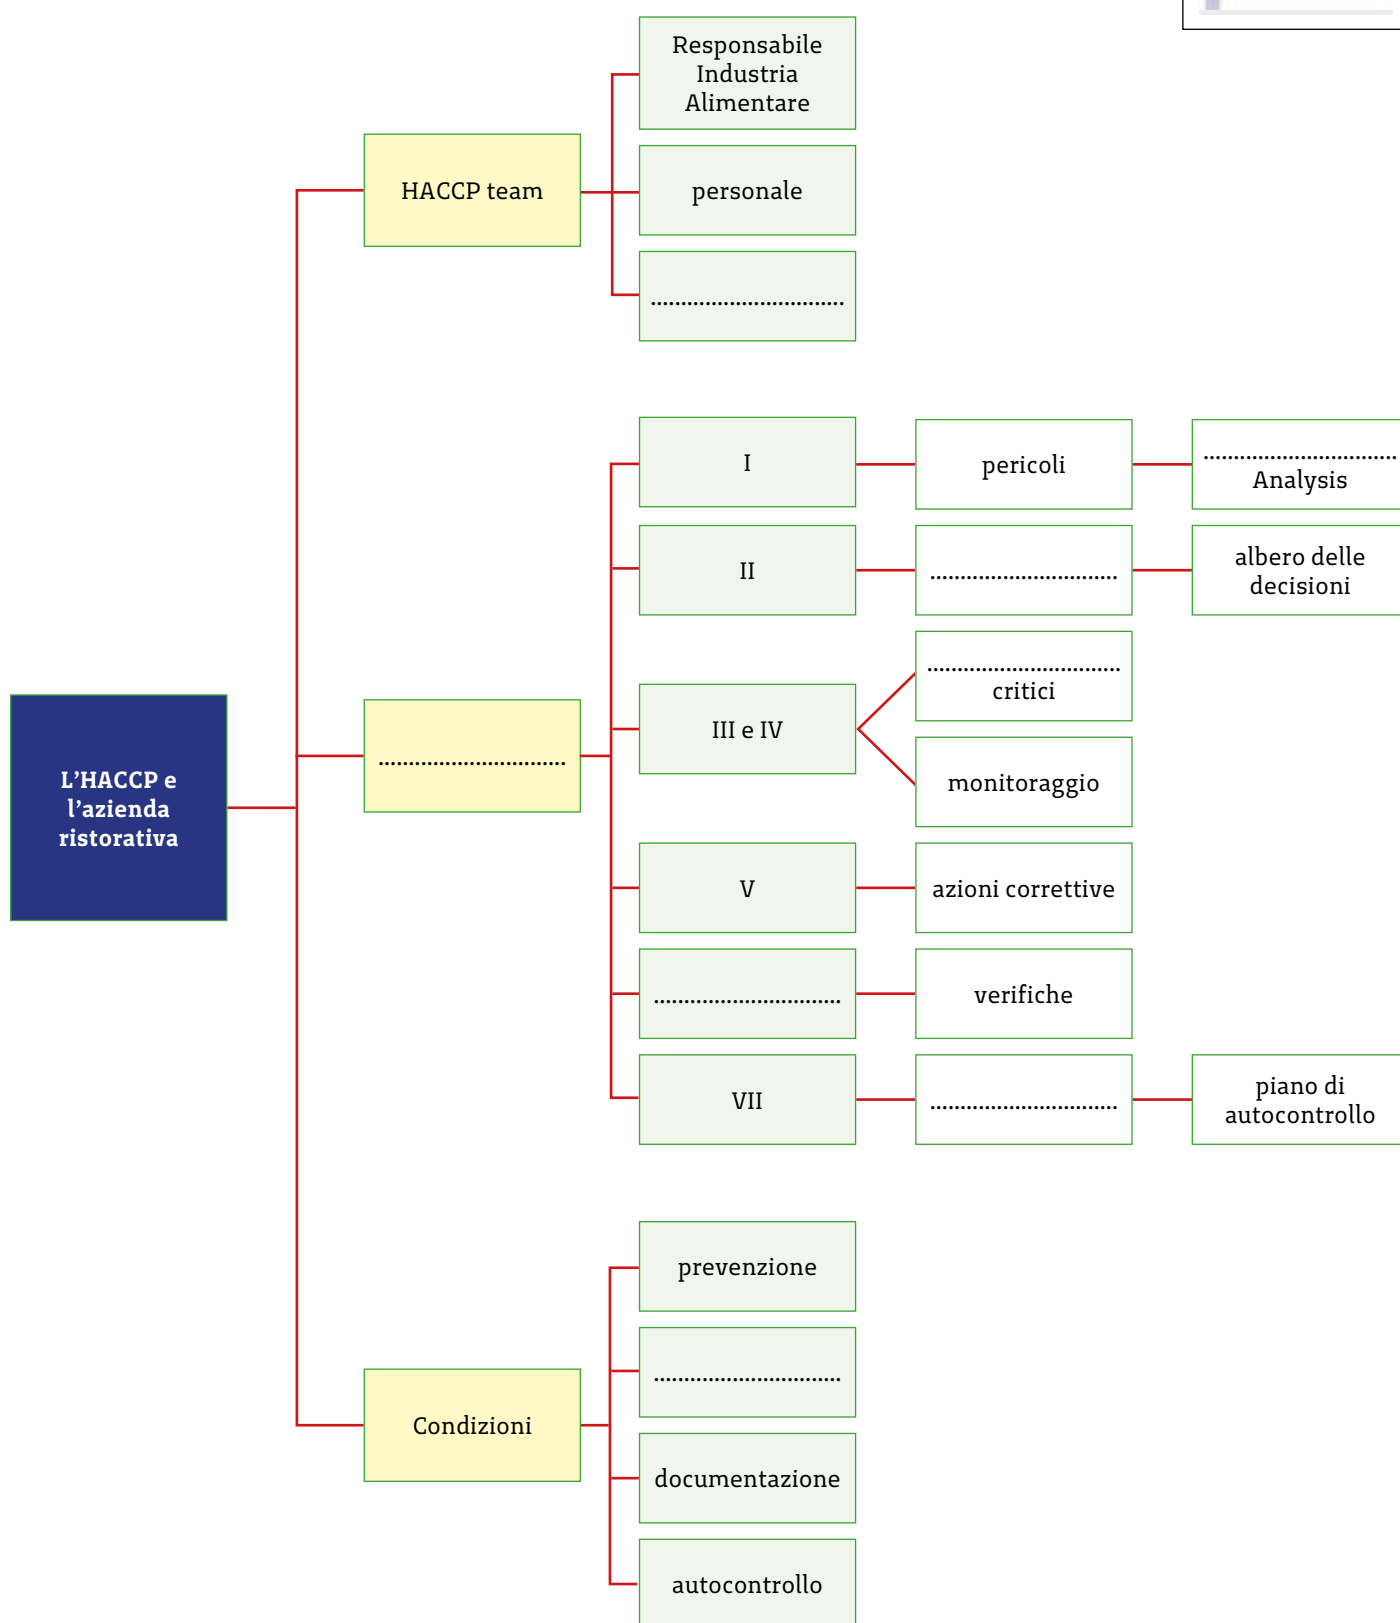 Responsabile
Industria
Alimentare
HACCP team
personale
................................
I
pericoli
................................
Analysis
II
...............................
albero delle
decisioni
................................
critici
III e IV
monitoraggio
...............................
L'HACCP e
l'azienda
ristorativa
V
azioni correttive
...............................
verifiche
VII
...............................
piano di
autocontrollo
prevenzione
...............................
Condizioni
documentazione
autocontrollo